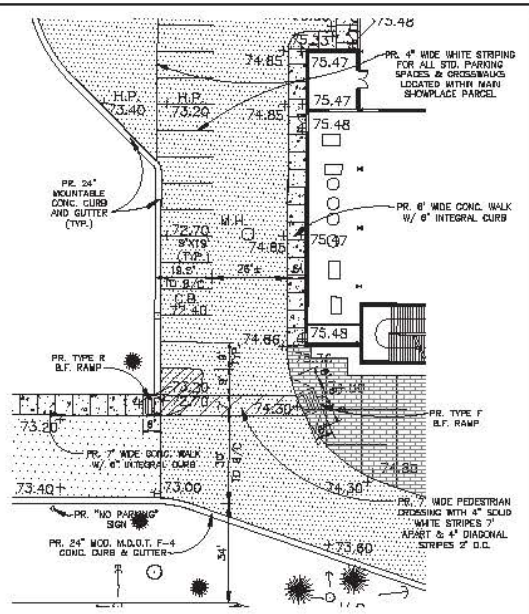 75.48
74.85
75.47
PR. 4" WIDE WHITE STRIPING
FOR ALL STD. PARKING
SPACES & CROSSWALKS
LOCATED WITHIN MAIN
SHOWPLACE PARCEL
H.P.
73.40
H.P.
73.20
74.85
75.47
75.48
PR. 24"
MOUNTABLE
CONC. CURB
AND GUTTER
(TYP.)
PR. 6' WIDE CONC. WALK
W/ 6" INTEGRAL CURB
M.H.
72.70
9'X19'
(TYP.)
74.85
75.47
19.5'
26'±
TO B/C
C.B.
72.40
74.86
75.48
PR. TYPE R
B.F. RAMP
73.30
72.70
74.30
PR. TYPE F
B.F. RAMP
73.20
6'
PR. 7' WIDE CONC. WALK
W/ 6" INTEGRAL CURB
30'
TO B/C
74.80
73.40
73.00
74.30
PR. 7' WIDE PEDESTRIAN
CROSSING WITH 4" SOLID
WHITE STRIPES 7'
APART & 4" DIAGONAL
STRIPES 2' O.C.
PR. "NO PARKING"
SIGN
PR. 24" MOD. M.D.O.T. F-4
CONC. CURB & GUTTER
34'
73.60